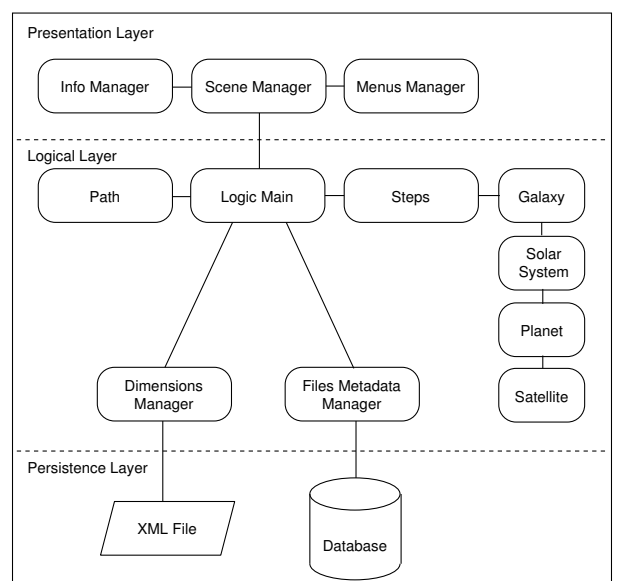 Presentation Layer
Info Manager
Scene Manager
Menus Manager
Logical Layer
Path
Logic Main
Steps
Galaxy
Solar
System
Planet
Dimensions
Manager
Files Metadata
Manager
Satellite
Persistence Layer
XML File
Database